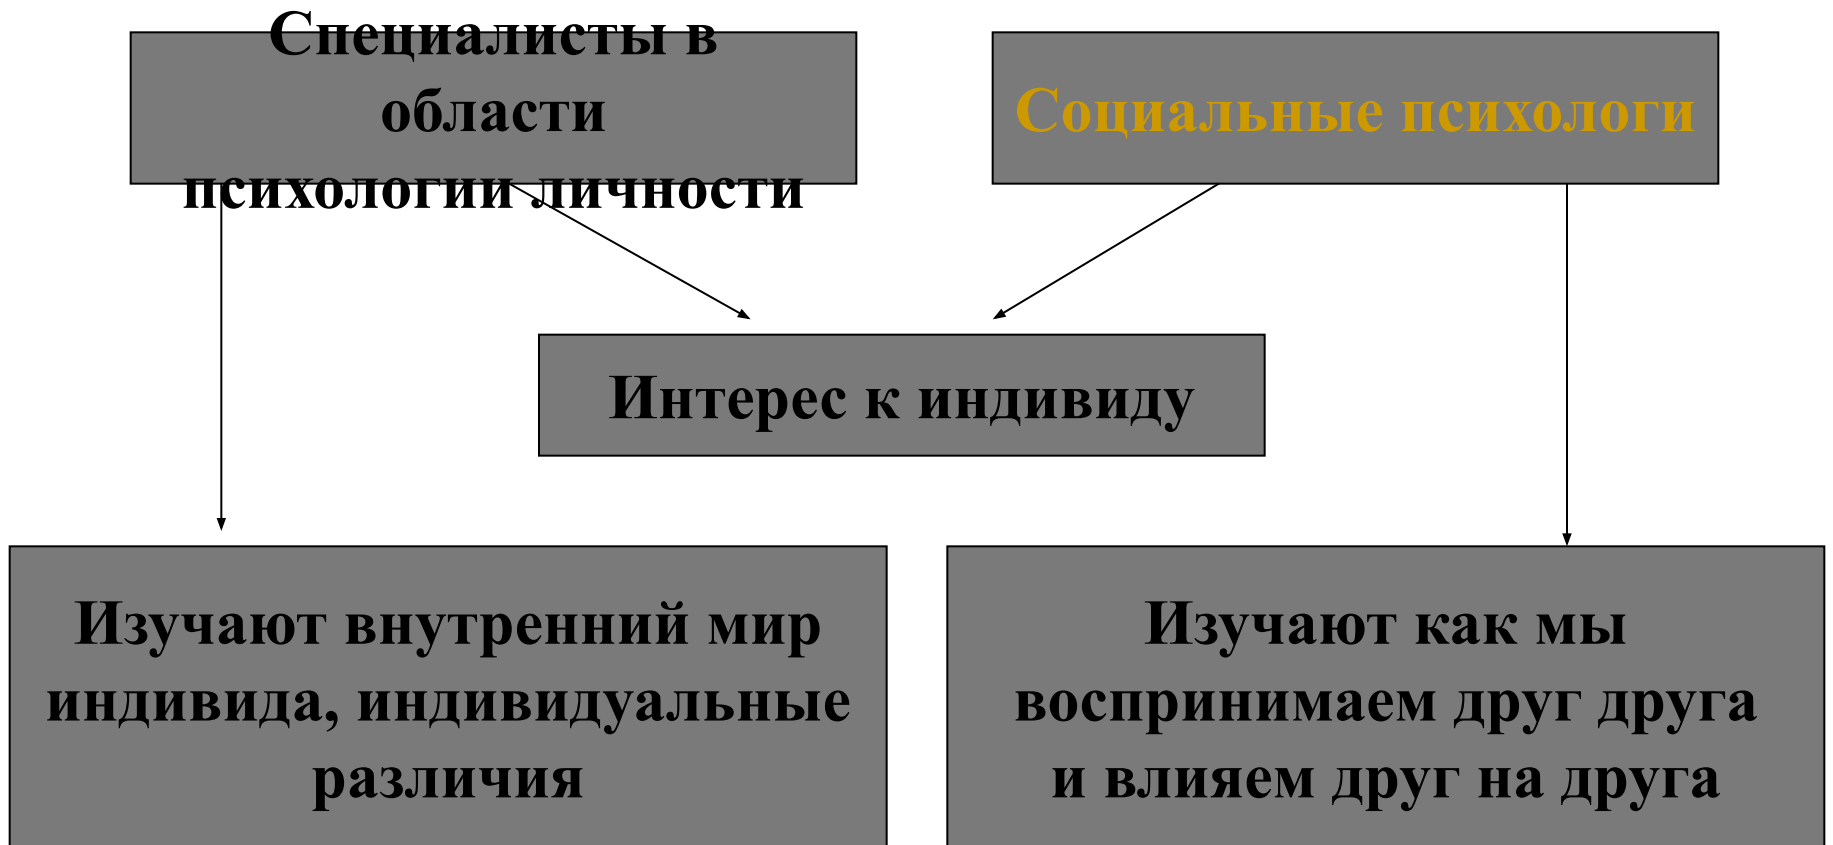 Специалисты в
области
психологии личности
Социальные психологи
Интерес к индивиду
Изучают внутренний мир
индивида, индивидуальные
различия
Изучают как мы
воспринимаем друг друга
и влияем друг на друга